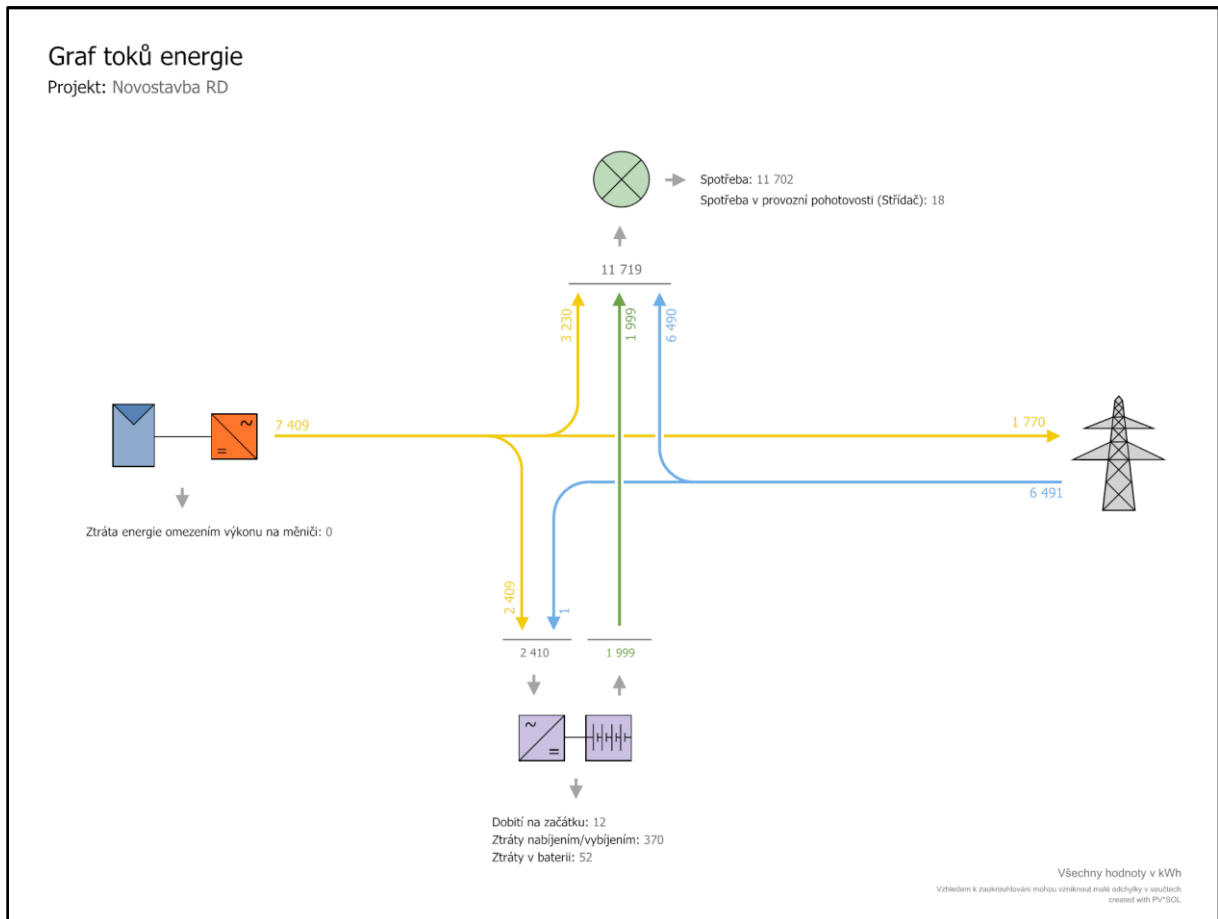 Graf toků energie
Projekt: Novostavba RD
Spotřeba: 11 702
Spotřeba v provozní pohotovosti (Střídač): 18
11 719
3 230
1 999
6 490
7 409
1 770
6 491
Ztráta energie omezením výkonu na měniči: 0
2 409
1
2 410
1 999
Dobití na začátku: 12
Ztráty nabíjením/vybíjením: 370
Ztráty v baterii: 52
Všechny hodnoty v kWh
Vzhledem k zaokrouhlování mohou vzniknout malé odchylky v součtech
created with PV*SOL